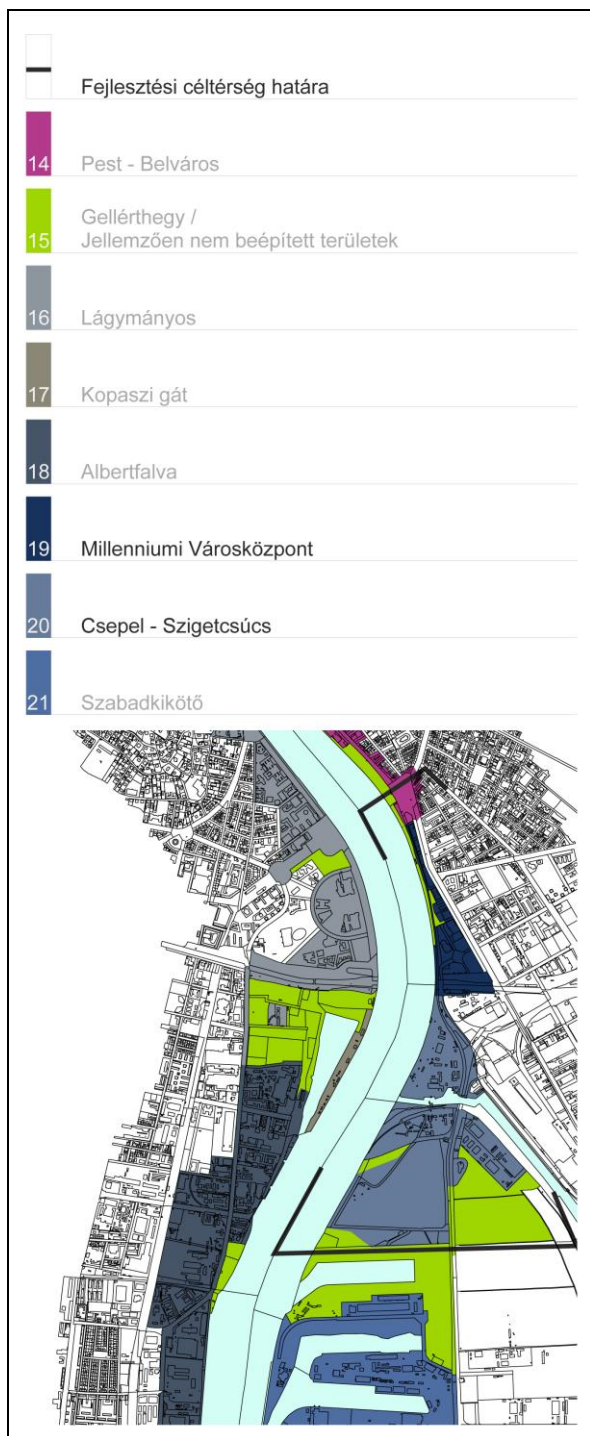 Fejlesztési céltérség határa
14 Pest - Belváros
Gellérthegy /
15 Jellemzően nem beépített területek
16 Lágymányos
17 Kopaszi gát
18 Albertfalva
19 Millenniumi Városközpont
20 Csepel - Szigetcsúcs
21 Szabadkikötő